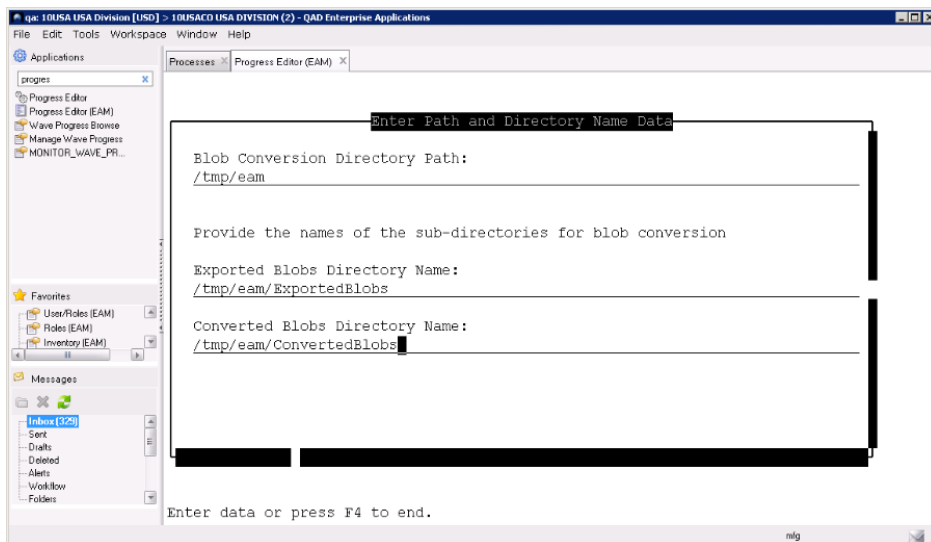 qa: 10USA USA Division [USD] > 10USACO USA DIVISION (2) - QAD Enterprise Applications
File Edit Tools Workspace Window Help
Applications
progres
Progress Editor
Progress Editor (EAM)
Wave Progress Browse
Manage Wave Progress
MONITOR_WAVE_PR...
Favorites
User/Roles (EAM)
Roles (EAM)
Inventory (EAM)
Messages
Inbox (329)
Sent
Drafts
Deleted
Alerts
Workflow
Folders
Processes
Progress Editor (EAM)
Enter Path and Directory Name Data
Blob Conversion Directory Path:
/tmp/eam
Provide the names of the sub-directories for blob conversion
Exported Blobs Directory Name:
/tmp/eam/ExportedBlobs
Converted Blobs Directory Name:
/tmp/eam/ConvertedBlobs
Enter data or press F4 to end.
mfg